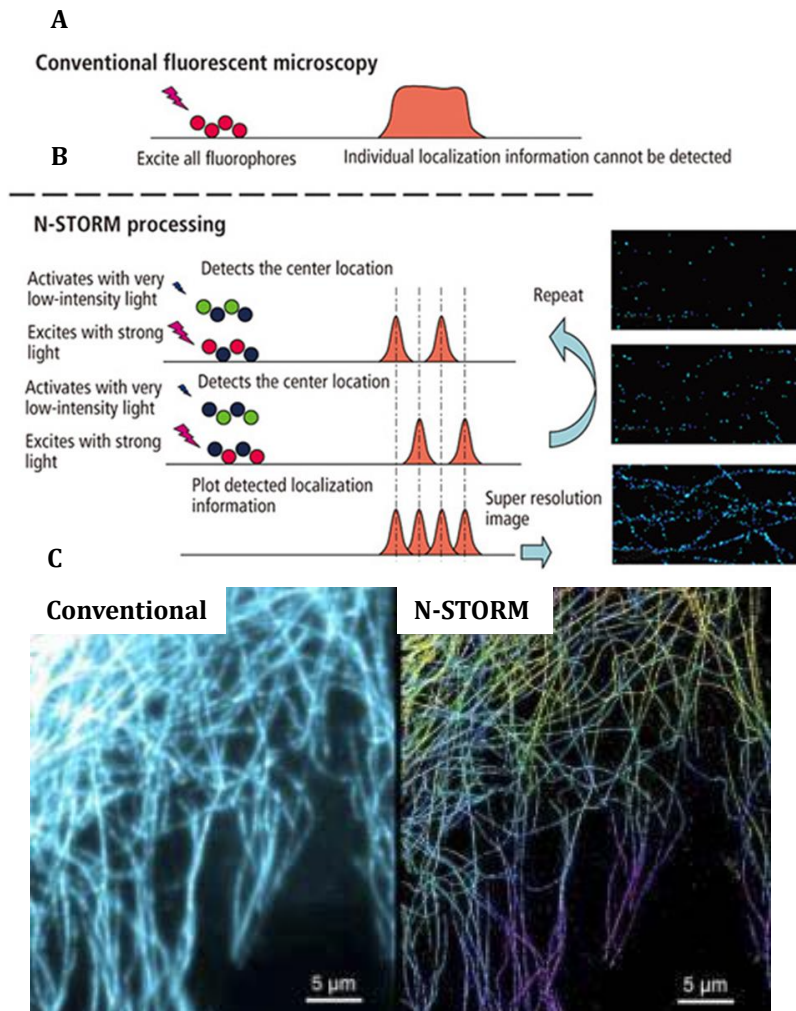 A
Conventional fluorescent microscopy
Excite all fluorophores
Individual localization information cannot be detected
B
N-STORM processing
Activates with very
low-intensity light
Detects the center location
Excites with strong
light
Repeat
Activates with very
low-intensity light
Detects the center location
Excites with strong
light
Plot detected localization
information
Super resolution
image
C
Conventional
N-STORM
5 μm
5 μm